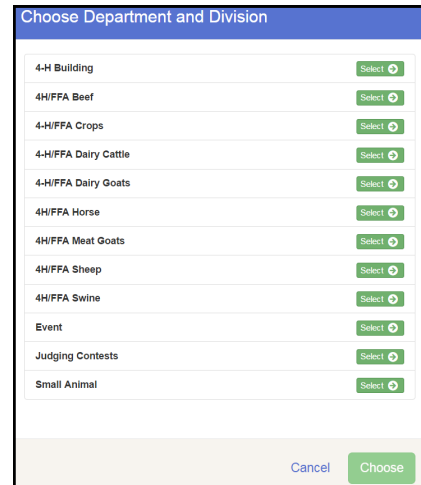 Choose Department and Division
4-H Building Select
4H/FFA Beef Select
4-H/FFA Crops Select
4-H/FFA Dairy Cattle Select
4-H/FFA Dairy Goats Select
4H/FFA Horse Select
4H/FFA Meat Goats Select
4H/FFA Sheep Select
4H/FFA Swine Select
Event Select
Judging Contests Select
Small Animal Select
Cancel Choose